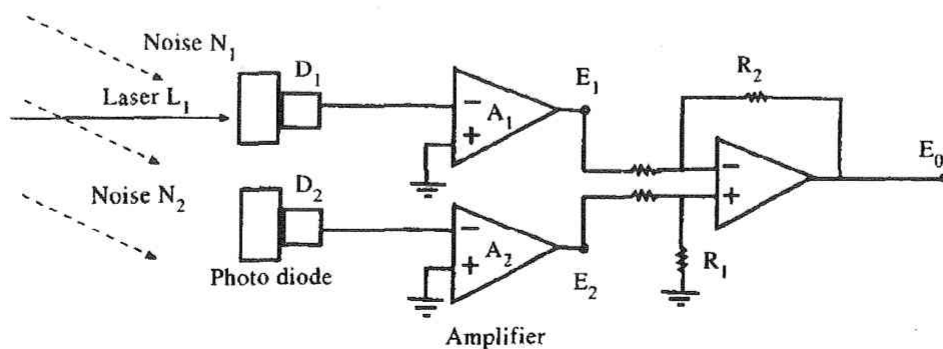 Noise N1
D1
E1
R2
Laser L1
−
A1
+
−
+
E0
Noise N2
D2
−
A2
+
E2
R1
Photo diode
Amplifier